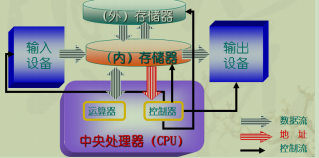 (外)存储器
输入
设备
(内)存储器
输出
设备
运算器
控制器
中央处理器 (CPU)
数据流
地 址
控制流